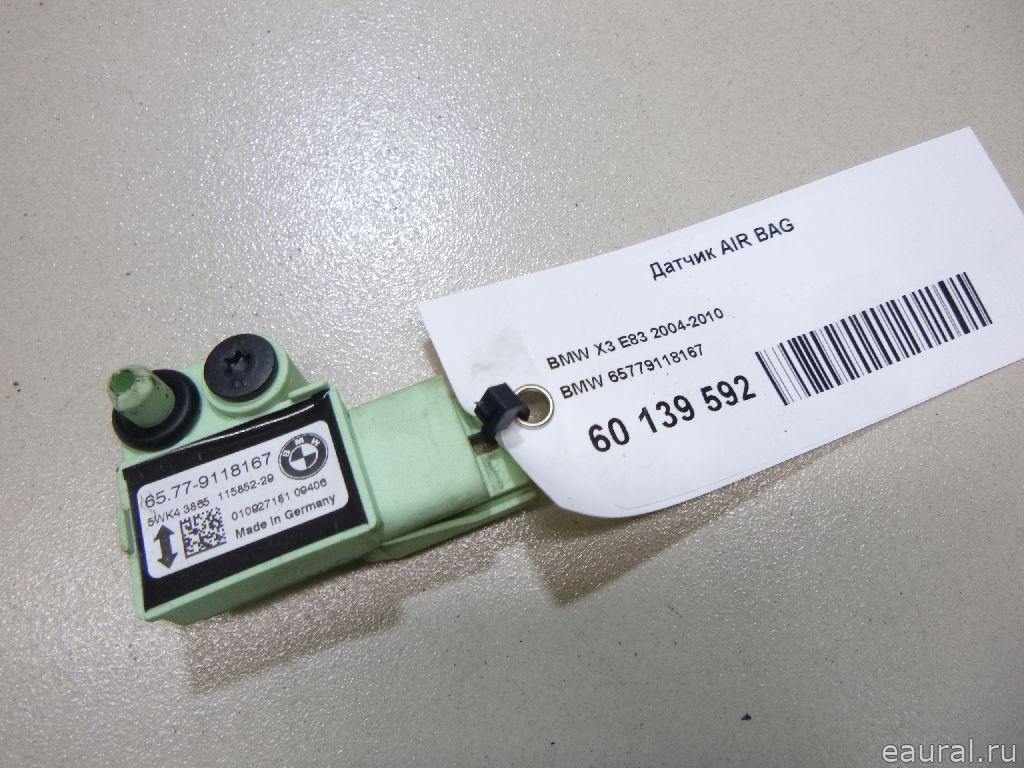 Датчик AIR BAG
BMW X3 E83 2004-2010
BMW 65779118167
60 139 592
65.77-9118167
BMW
5WK4 3865 115852-29
010927181 09406
Made in Germany
eaural.ru